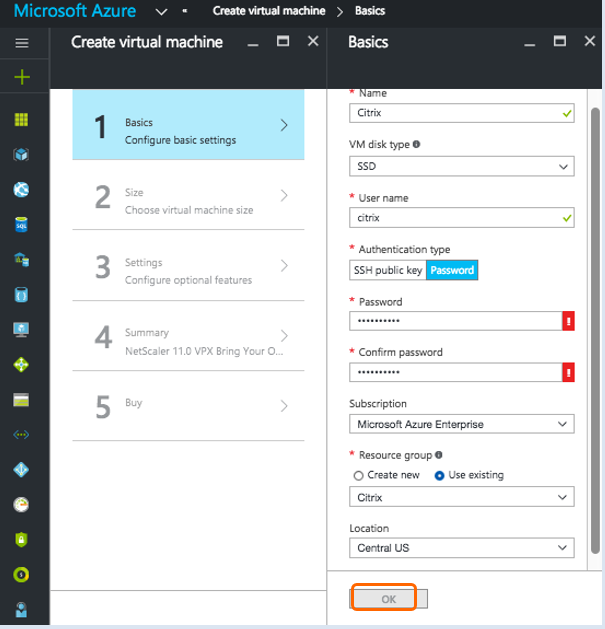 Microsoft Azure
Create virtual machine > Basics
Create virtual machine
Basics
1
Basics
Configure basic settings
2
Size
Choose virtual machine size
3
Settings
Configure optional features
4
Summary
NetScaler 11.0 VPX Bring Your O...
5
Buy
* Name
Citrix
VM disk type
SSD
* User name
citrix
* Authentication type
SSH public key Password
* Password
••••••••••
* Confirm password
••••••••••
Subscription
Microsoft Azure Enterprise
* Resource group
Create new Use existing
Citrix
Location
Central US
OK
SQL